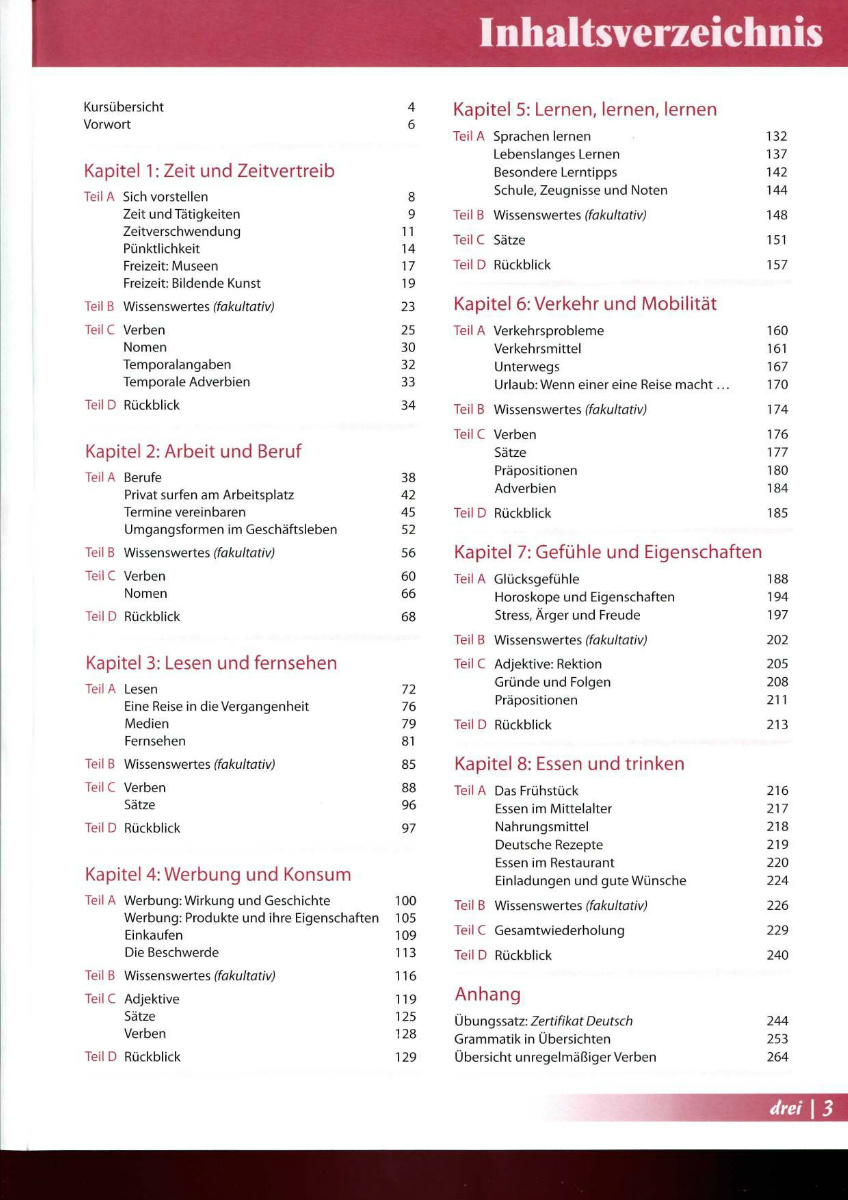 Inhaltsverzeichnis
Kursübersicht 4
Vorwort 6
Kapitel 1: Zeit und Zeitvertreib
Teil A Sich vorstellen 8
Zeit und Tätigkeiten 9
Zeitverschwendung 11
Pünktlichkeit 14
Freizeit: Museen 17
Freizeit: Bildende Kunst 19
Teil B Wissenswertes (fakultativ) 23
Teil C Verben 25
Nomen 30
Temporalangaben 32
Temporale Adverbien 33
Teil D Rückblick 34
Kapitel 2: Arbeit und Beruf
Teil A Berufe 38
Privat surfen am Arbeitsplatz 42
Termine vereinbaren 45
Umgangsformen im Geschäftsleben 52
Teil B Wissenswertes (fakultativ) 56
Teil C Verben 60
Nomen 66
Teil D Rückblick 68
Kapitel 3: Lesen und fernsehen
Teil A Lesen 72
Eine Reise in die Vergangenheit 76
Medien 79
Fernsehen 81
Teil B Wissenswertes (fakultativ) 85
Teil C Verben 88
Sätze 96
Teil D Rückblick 97
Kapitel 4: Werbung und Konsum
Teil A Werbung: Wirkung und Geschichte 100
Werbung: Produkte und ihre Eigenschaften 105
Einkaufen 109
Die Beschwerde 113
Teil B Wissenswertes (fakultativ) 116
Teil C Adjektive 119
Sätze 125
Verben 128
Teil D Rückblick 129
Kapitel 5: Lernen, lernen, lernen
Teil A Sprachen lernen 132
Lebenslanges Lernen 137
Besondere Lerntipps 142
Schule, Zeugnisse und Noten 144
Teil B Wissenswertes (fakultativ) 148
Teil C Sätze 151
Teil D Rückblick 157
Kapitel 6: Verkehr und Mobilität
Teil A Verkehrsprobleme 160
Verkehrsmittel 161
Unterwegs 167
Urlaub: Wenn einer eine Reise macht ... 170
Teil B Wissenswertes (fakultativ) 174
Teil C Verben 176
Sätze 177
Präpositionen 180
Adverbien 184
Teil D Rückblick 185
Kapitel 7: Gefühle und Eigenschaften
Teil A Glücksgefühle 188
Horoskope und Eigenschaften 194
Stress, Ärger und Freude 197
Teil B Wissenswertes (fakultativ) 202
Teil C Adjektive: Rektion 205
Gründe und Folgen 208
Präpositionen 211
Teil D Rückblick 213
Kapitel 8: Essen und trinken
Teil A Das Frühstück 216
Essen im Mittelalter 217
Nahrungsmittel 218
Deutsche Rezepte 219
Essen im Restaurant 220
Einladungen und gute Wünsche 224
Teil B Wissenswertes (fakultativ) 226
Teil C Gesamtwiederholung 229
Teil D Rückblick 240
Anhang
Übungssatz: Zertifikat Deutsch 244
Grammatik in Übersichten 253
Übersicht unregelmäßiger Verben 264
drei | 3